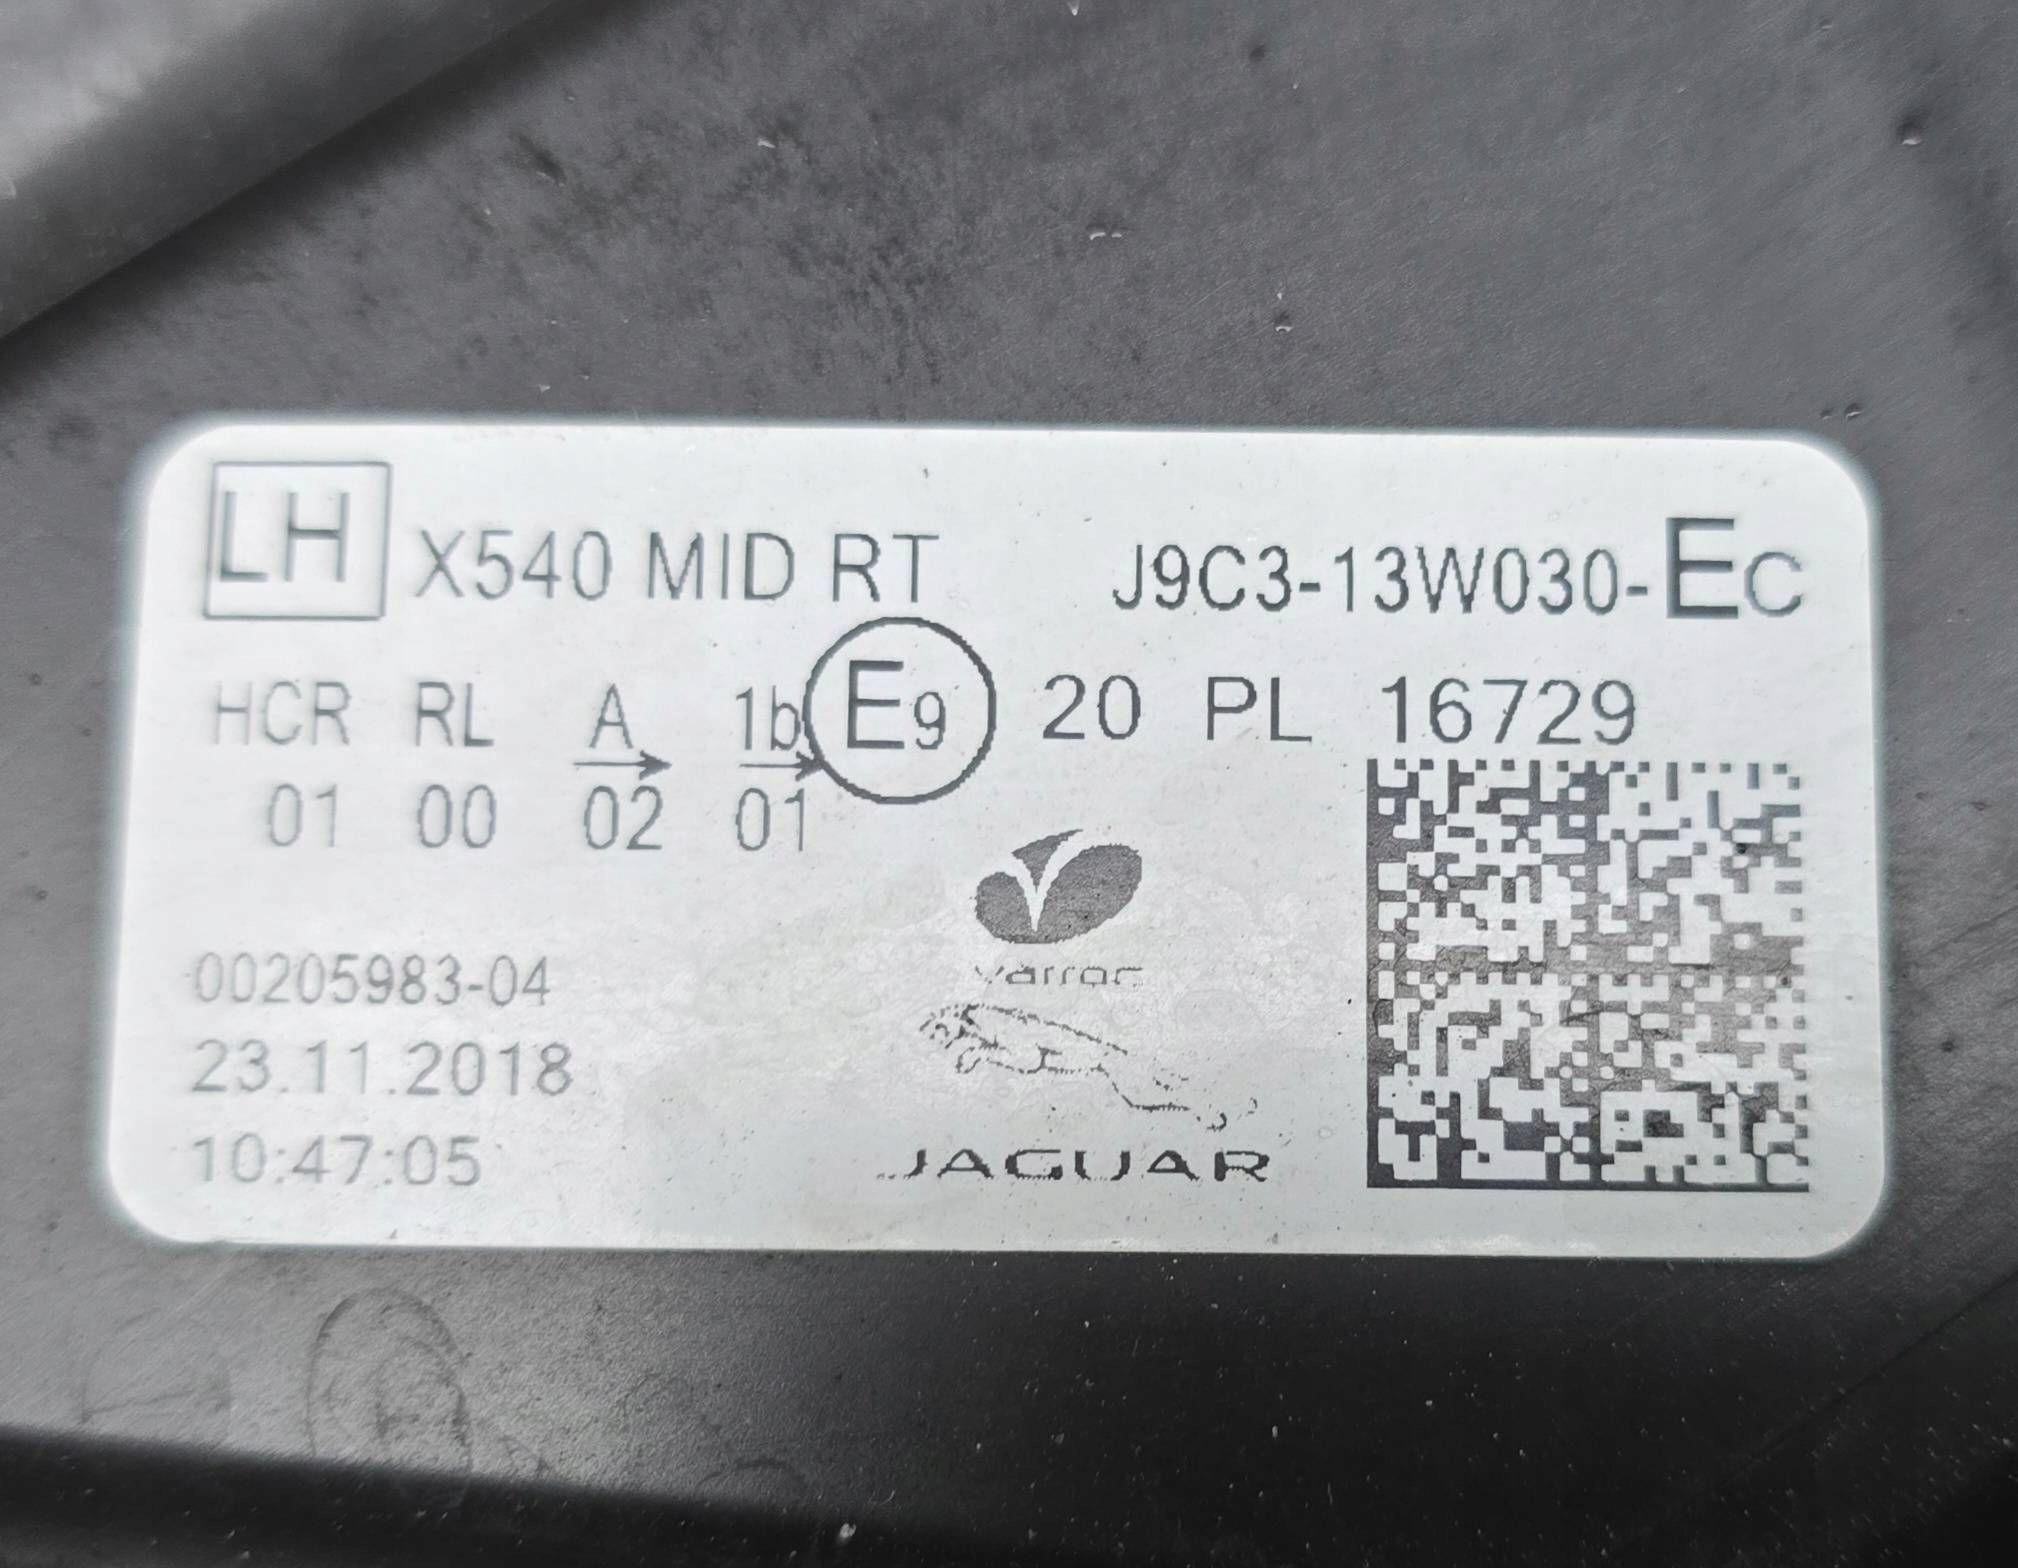 LH X540 MID RT J9C3-13W030-EC
HCR RL A 1b E9 20 PL 16729
01 00 02 01
varroc
00205983-04
23.11.2018
10:47:05
JAGUAR